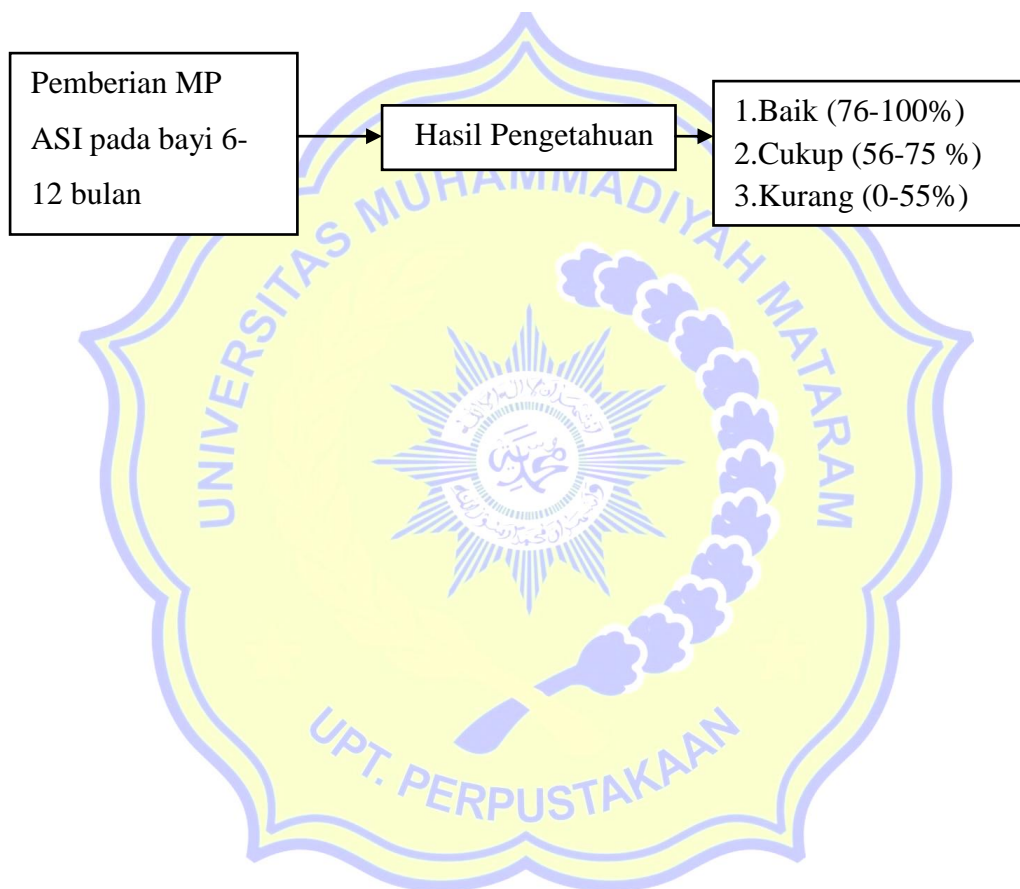 Pemberian MP
ASI pada bayi 6-
12 bulan
Hasil Pengetahuan
1.Baik (76-100%)
2.Cukup (56-75 %)
3.Kurang (0-55%)
UNIVERSITAS MUHAMMADIYAH MATARAM
UPT. PERPUSTAKAAN